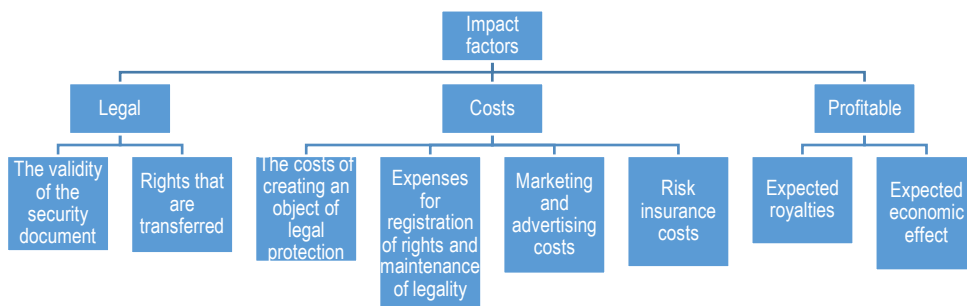 Impact
factors
Legal
Costs
Profitable
The validity
of the
security
document
Rights that
are
transferred
The costs of
creating an
object of
legal
protection
Expenses for
registration
of rights and
maintenance
of legality
Marketing
and
advertising
costs
Risk
insurance
costs
Expected
royalties
Expected
economic
effect